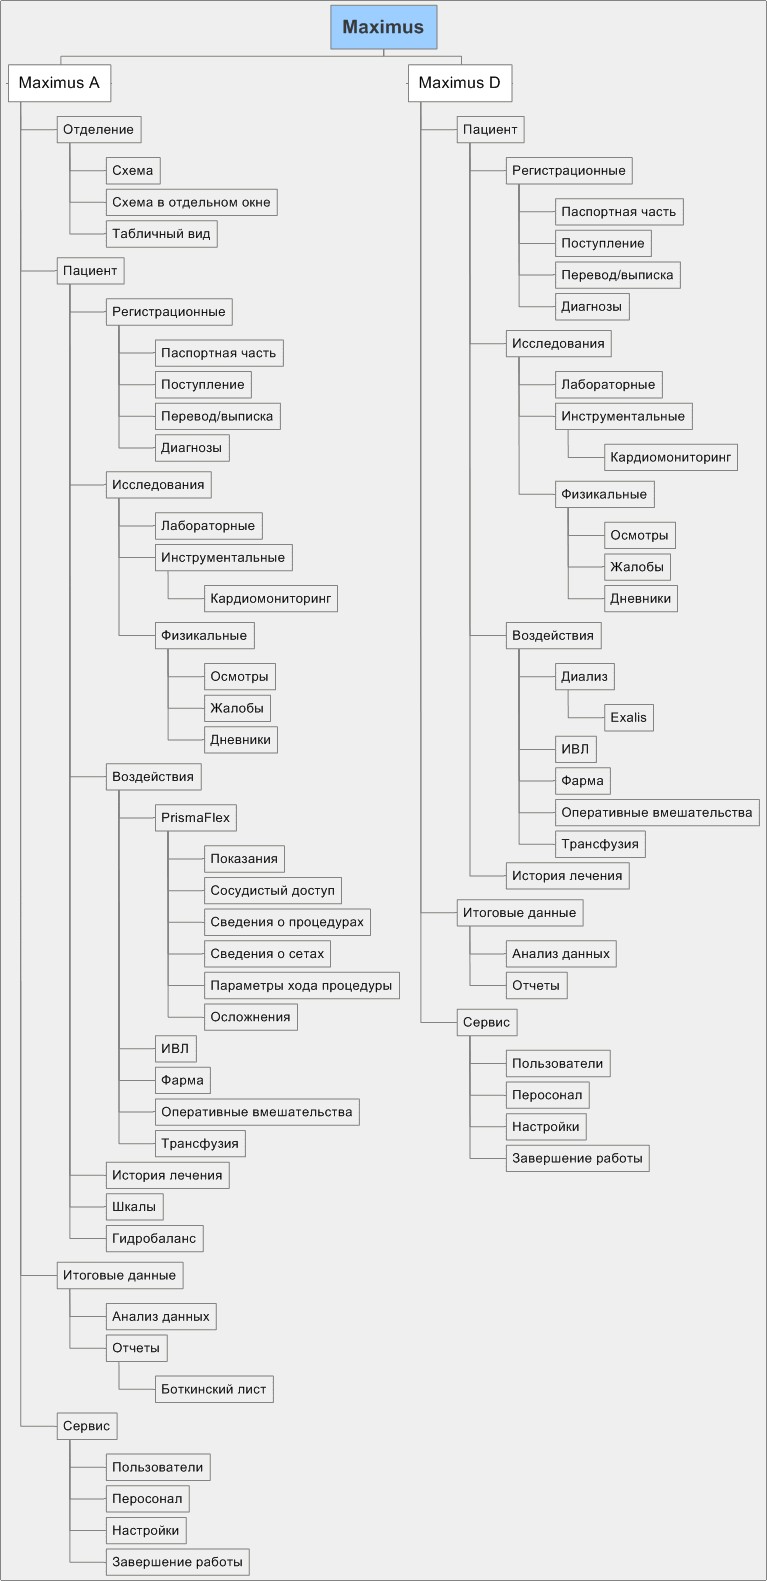 Maximus
Maximus A
Отделение
Схема
Схема в отдельном окне
Табличный вид
Пациент
Регистрационные
Паспортная часть
Поступление
Перевод/выписка
Диагнозы
Исследования
Лабораторные
Инструментальные
Кардиомониторинг
Физикальные
Осмотры
Жалобы
Дневники
Воздействия
PrismaFlex
Показания
Сосудистый доступ
Сведения о процедурах
Сведения о сетах
Параметры хода процедуры
Осложнения
ИВЛ
Фарма
Оперативные вмешательства
Трансфузия
История лечения
Шкалы
Гидробаланс
Итоговые данные
Анализ данных
Отчеты
Боткинский лист
Сервис
Пользователи
Перосонал
Настройки
Завершение работы
Maximus D
Пациент
Регистрационные
Паспортная часть
Поступление
Перевод/выписка
Диагнозы
Исследования
Лабораторные
Инструментальные
Кардиомониторинг
Физикальные
Осмотры
Жалобы
Дневники
Воздействия
Диализ
Exalis
ИВЛ
Фарма
Оперативные вмешательства
Трансфузия
История лечения
Итоговые данные
Анализ данных
Отчеты
Сервис
Пользователи
Перосонал
Настройки
Завершение работы